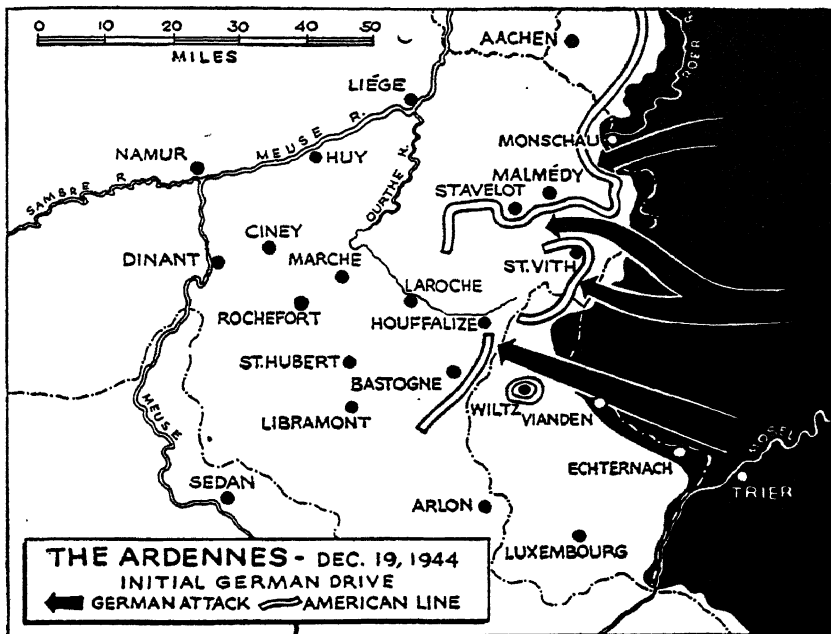 0 10 20 30 40 50
MILES
AACHEN
ROER R.
LIÉGE
MONSCHAU
MEUSE R.
HUY
NAMUR
SAMBRE R.
OURTHE R.
MALMÉDY
STAVELOT
CINEY
DINANT
MARCHE
ST.VITH
LAROCHE
ROCHEFORT
HOUFFALIZE
ST.HUBERT
BASTOGNE
WILTZ
VIANDEN
LIBRAMONT
MEUSE
MOSEL
ECHTERNACH
TRIER
SEDAN
ARLON
LUXEMBOURG
THE ARDENNES - DEC. 19, 1944
INITIAL GERMAN DRIVE
GERMAN ATTACK AMERICAN LINE